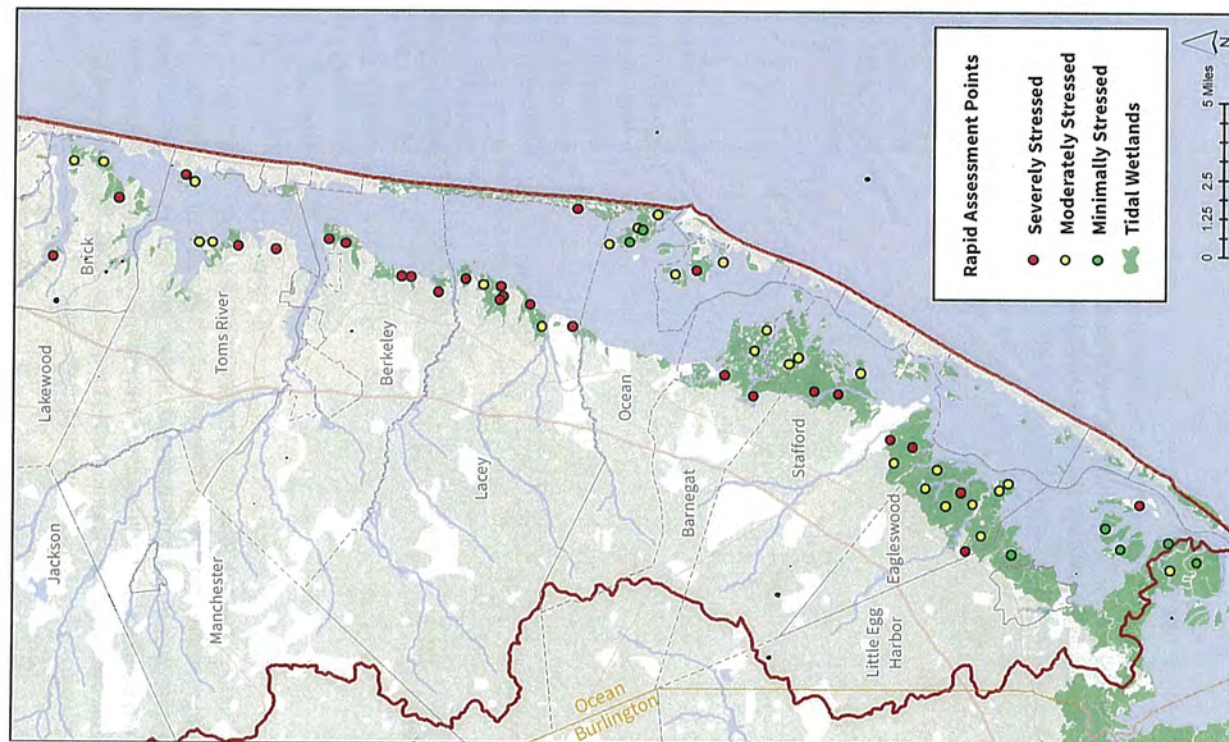 Lakewood
Jackson
Brick
Toms River
Manchester
Berkeley
Lacey
Ocean
Barnegat
Stafford
Eagleswood
Little Egg
Harbor
Ocean
Burlington
Rapid Assessment Points
Severely Stressed
Moderately Stressed
Minimally Stressed
Tidal Wetlands
0 1.25 2.5 5 Miles
N